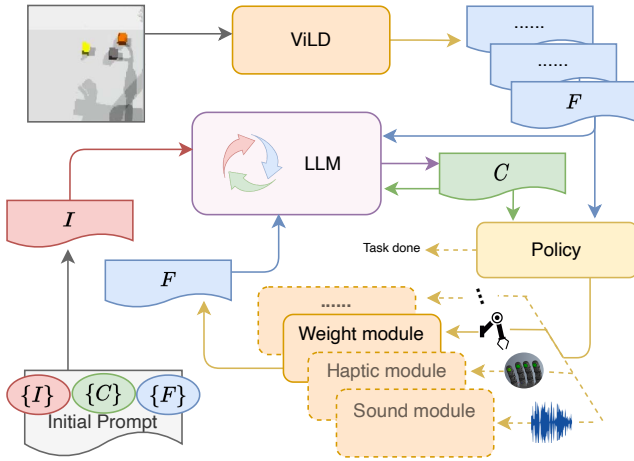 ViLD
......
......
F
LLM
C
I
Policy
Task done
F
......
Weight module
Haptic module
Sound module
{I} {C} {F}
Initial Prompt